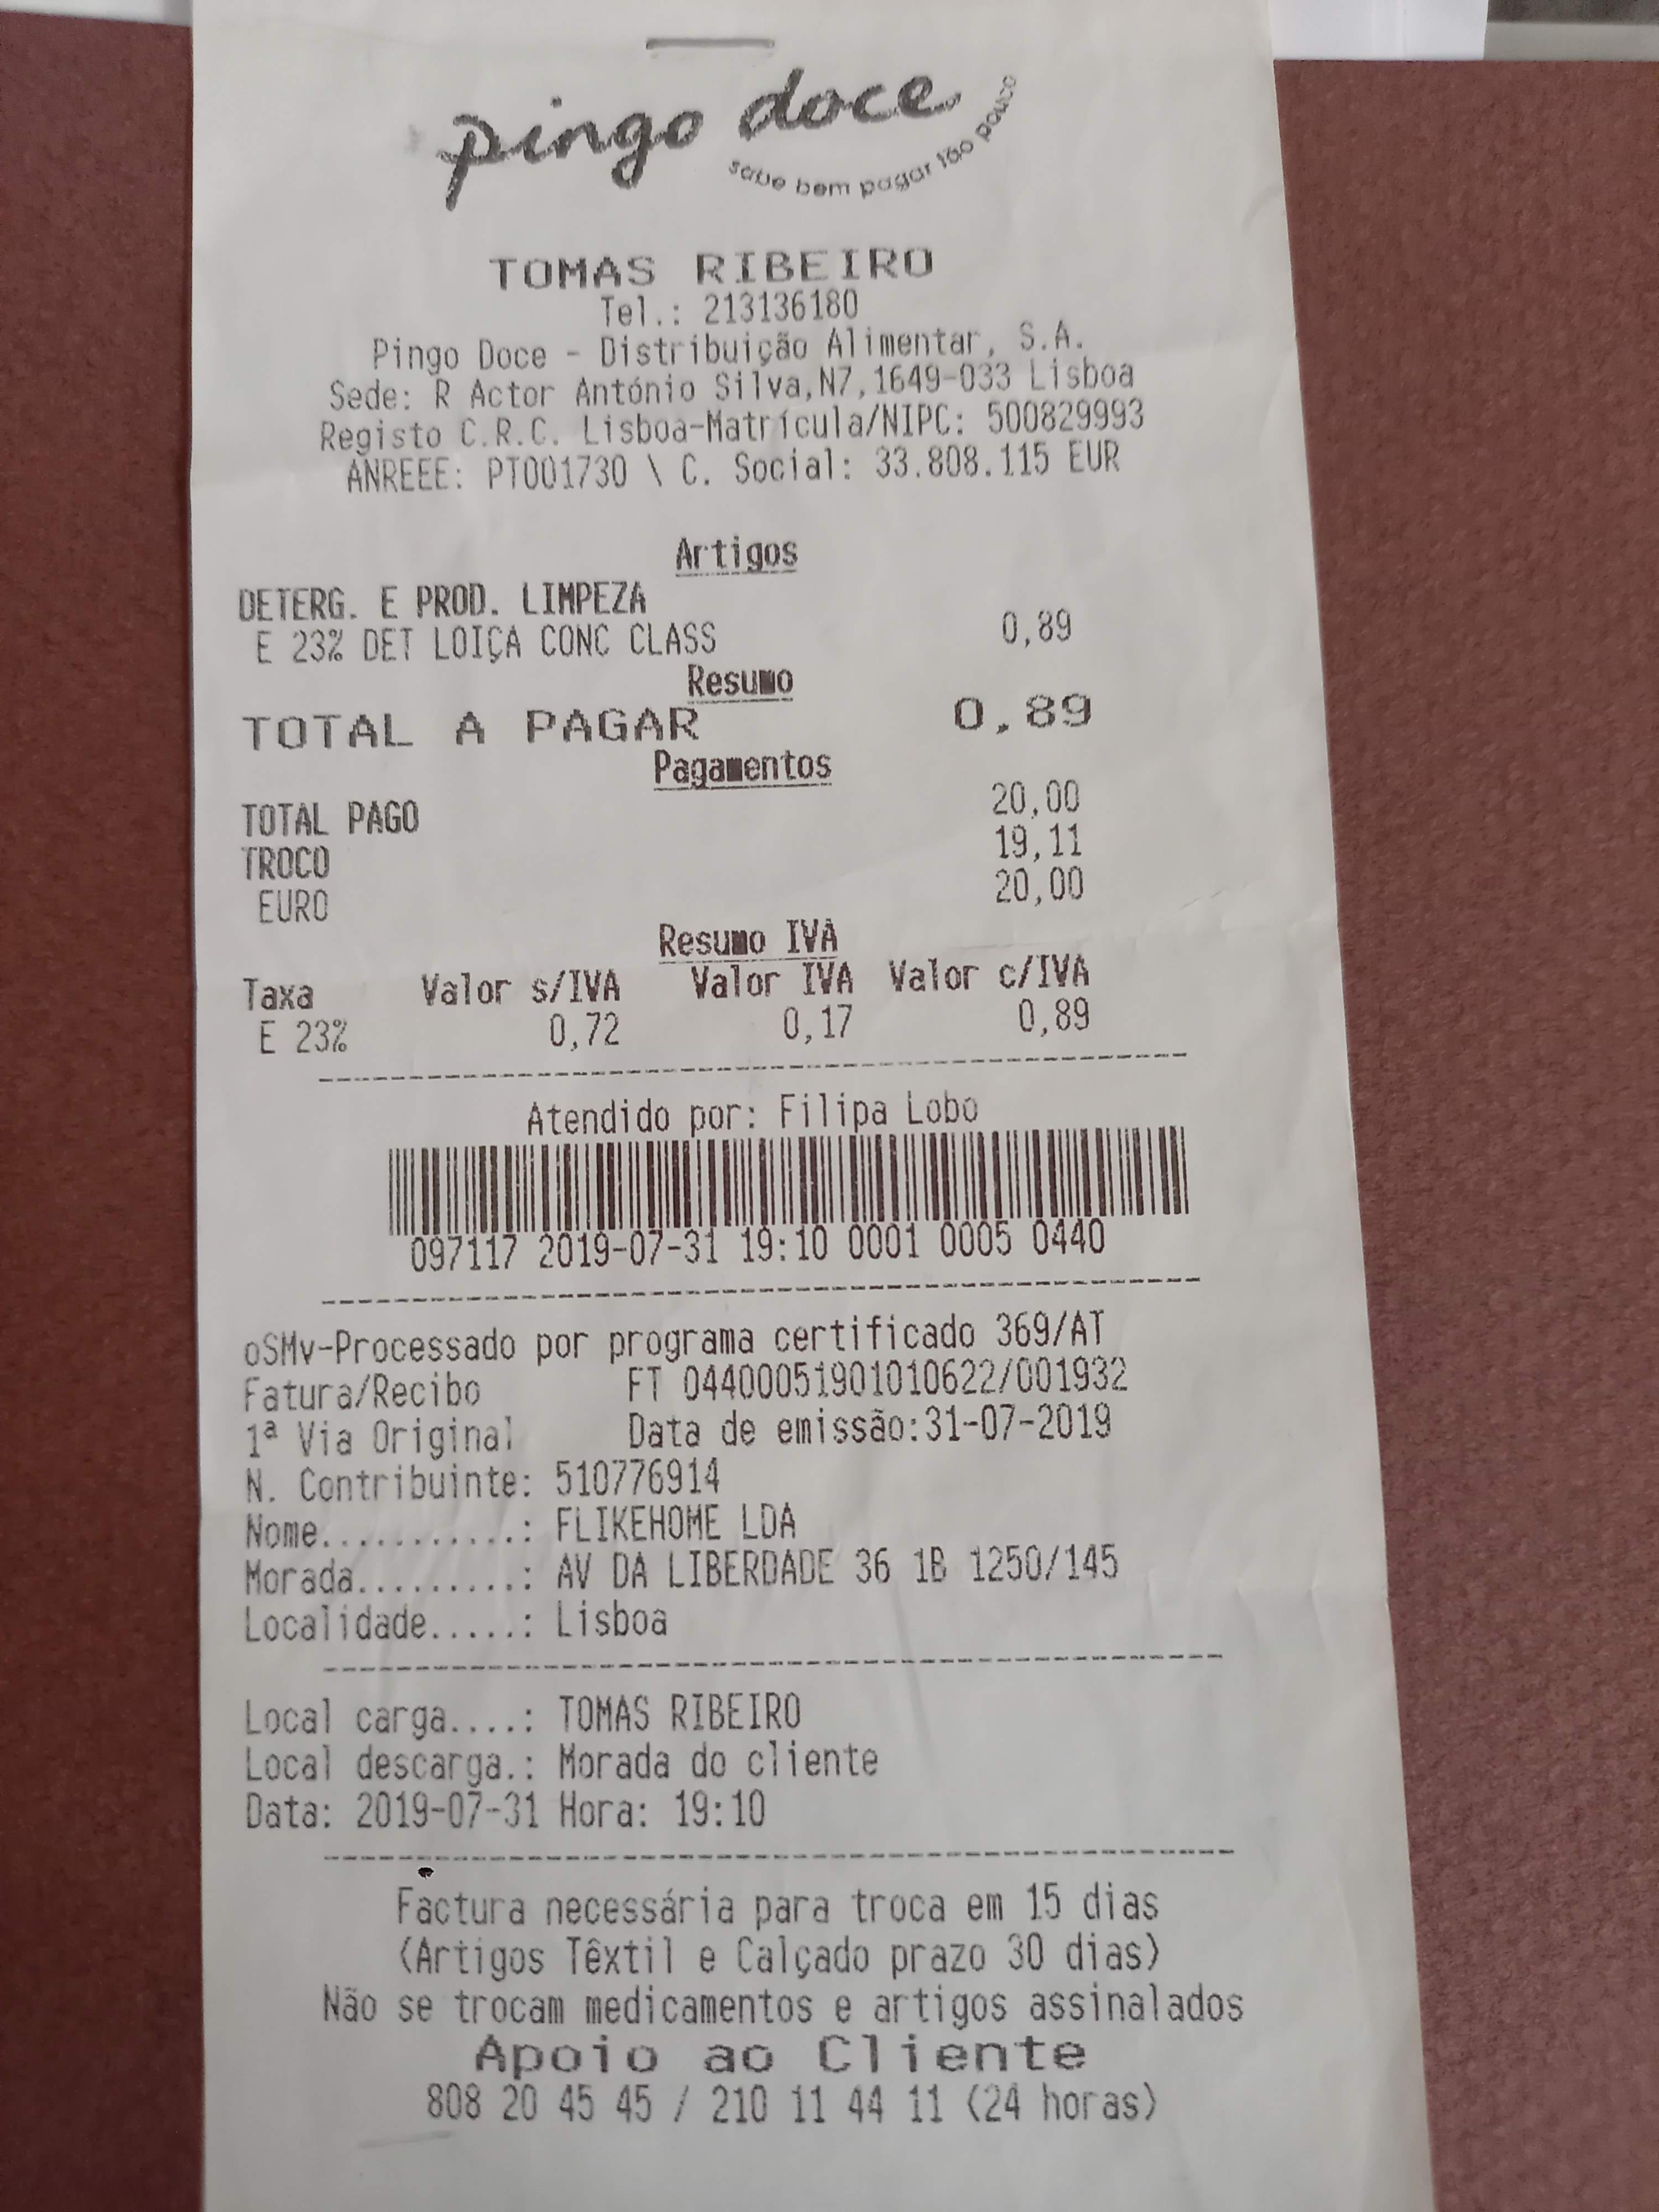 pingo doce
sabe bem pagar tão pouco
TOMAS RIBEIRO
Tel.: 213136180
Pingo Doce - Distribuição Alimentar, S.A.
Sede: R Actor António Silva,N7,1649-033 Lisboa
Registo C.R.C. Lisboa-Matrícula/NIPC: 500829993
ANREEE: PT001730 \ C. Social: 33.808.115 EUR
Artigos
DETERG. E PROD. LIMPEZA
E 23% DET LOIÇA CONC CLASS 0,89
Resumo
TOTAL A PAGAR 0,89
Pagamentos
TOTAL PAGO 20,00
TROCO 19,11
EURO 20,00
Resumo IVA
Taxa Valor s/IVA Valor IVA Valor c/IVA
E 23% 0,72 0,17 0,89
Atendido por: Filipa Lobo
097117 2019-07-31 19:10 0001 0005 0440
oSMv-Processado por programa certificado 369/AT
Fatura/Recibo FT 04400051901010622/001932
1ª Via Original Data de emissão:31-07-2019
N. Contribuinte: 510776914
Nome...........: FLIKEHOME LDA
Morada.........: AV DA LIBERDADE 36 1B 1250/145
Localidade.....: Lisboa
Local carga....: TOMAS RIBEIRO
Local descarga.: Morada do cliente
Data: 2019-07-31 Hora: 19:10
Factura necessária para troca em 15 dias
(Artigos Têxtil e Calçado prazo 30 dias)
Não se trocam medicamentos e artigos assinalados
Apoio ao Cliente
808 20 45 45 / 210 11 44 11 (24 horas)